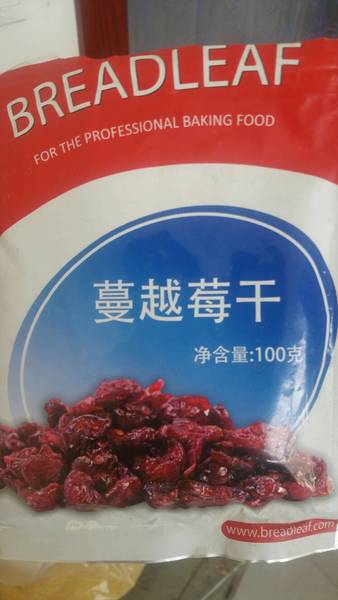 BREADLEAF
FOR THE PROFESSIONAL BAKING FOOD
蔓越莓干
净含量:100克
www.breadleaf.com